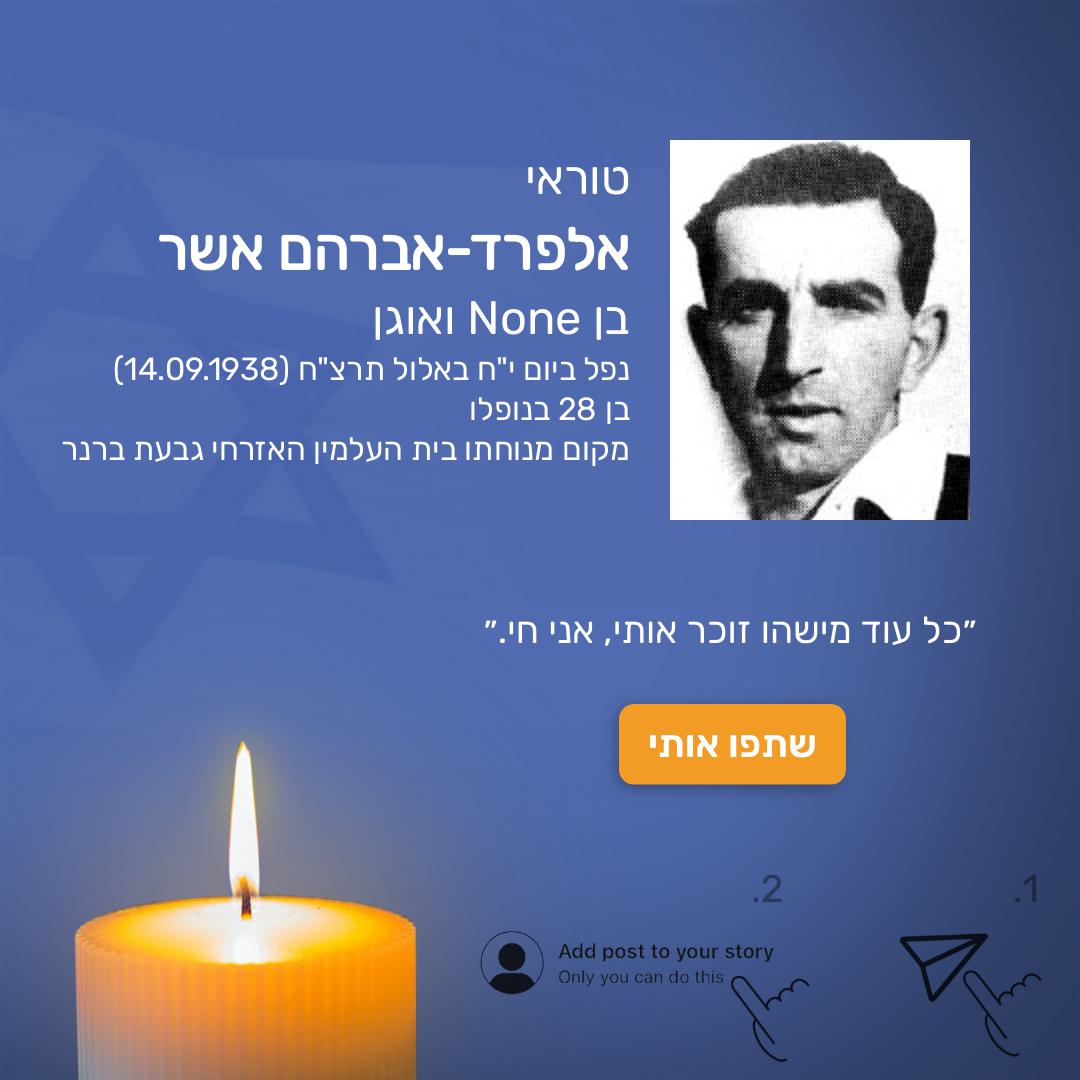 טוראי
אלפרד-אברהם אשר
בן None ואוגן
נפל ביום י"ח באלול תרצ"ח (14.09.1938)
בן 28 בנופלו
מקום מנוחתו בית העלמין האזרחי גבעת ברנר
״כל עוד מישהו זוכר אותי, אני חי.״
שתפו אותי
.1
.2
Add post to your story
Only you can do this